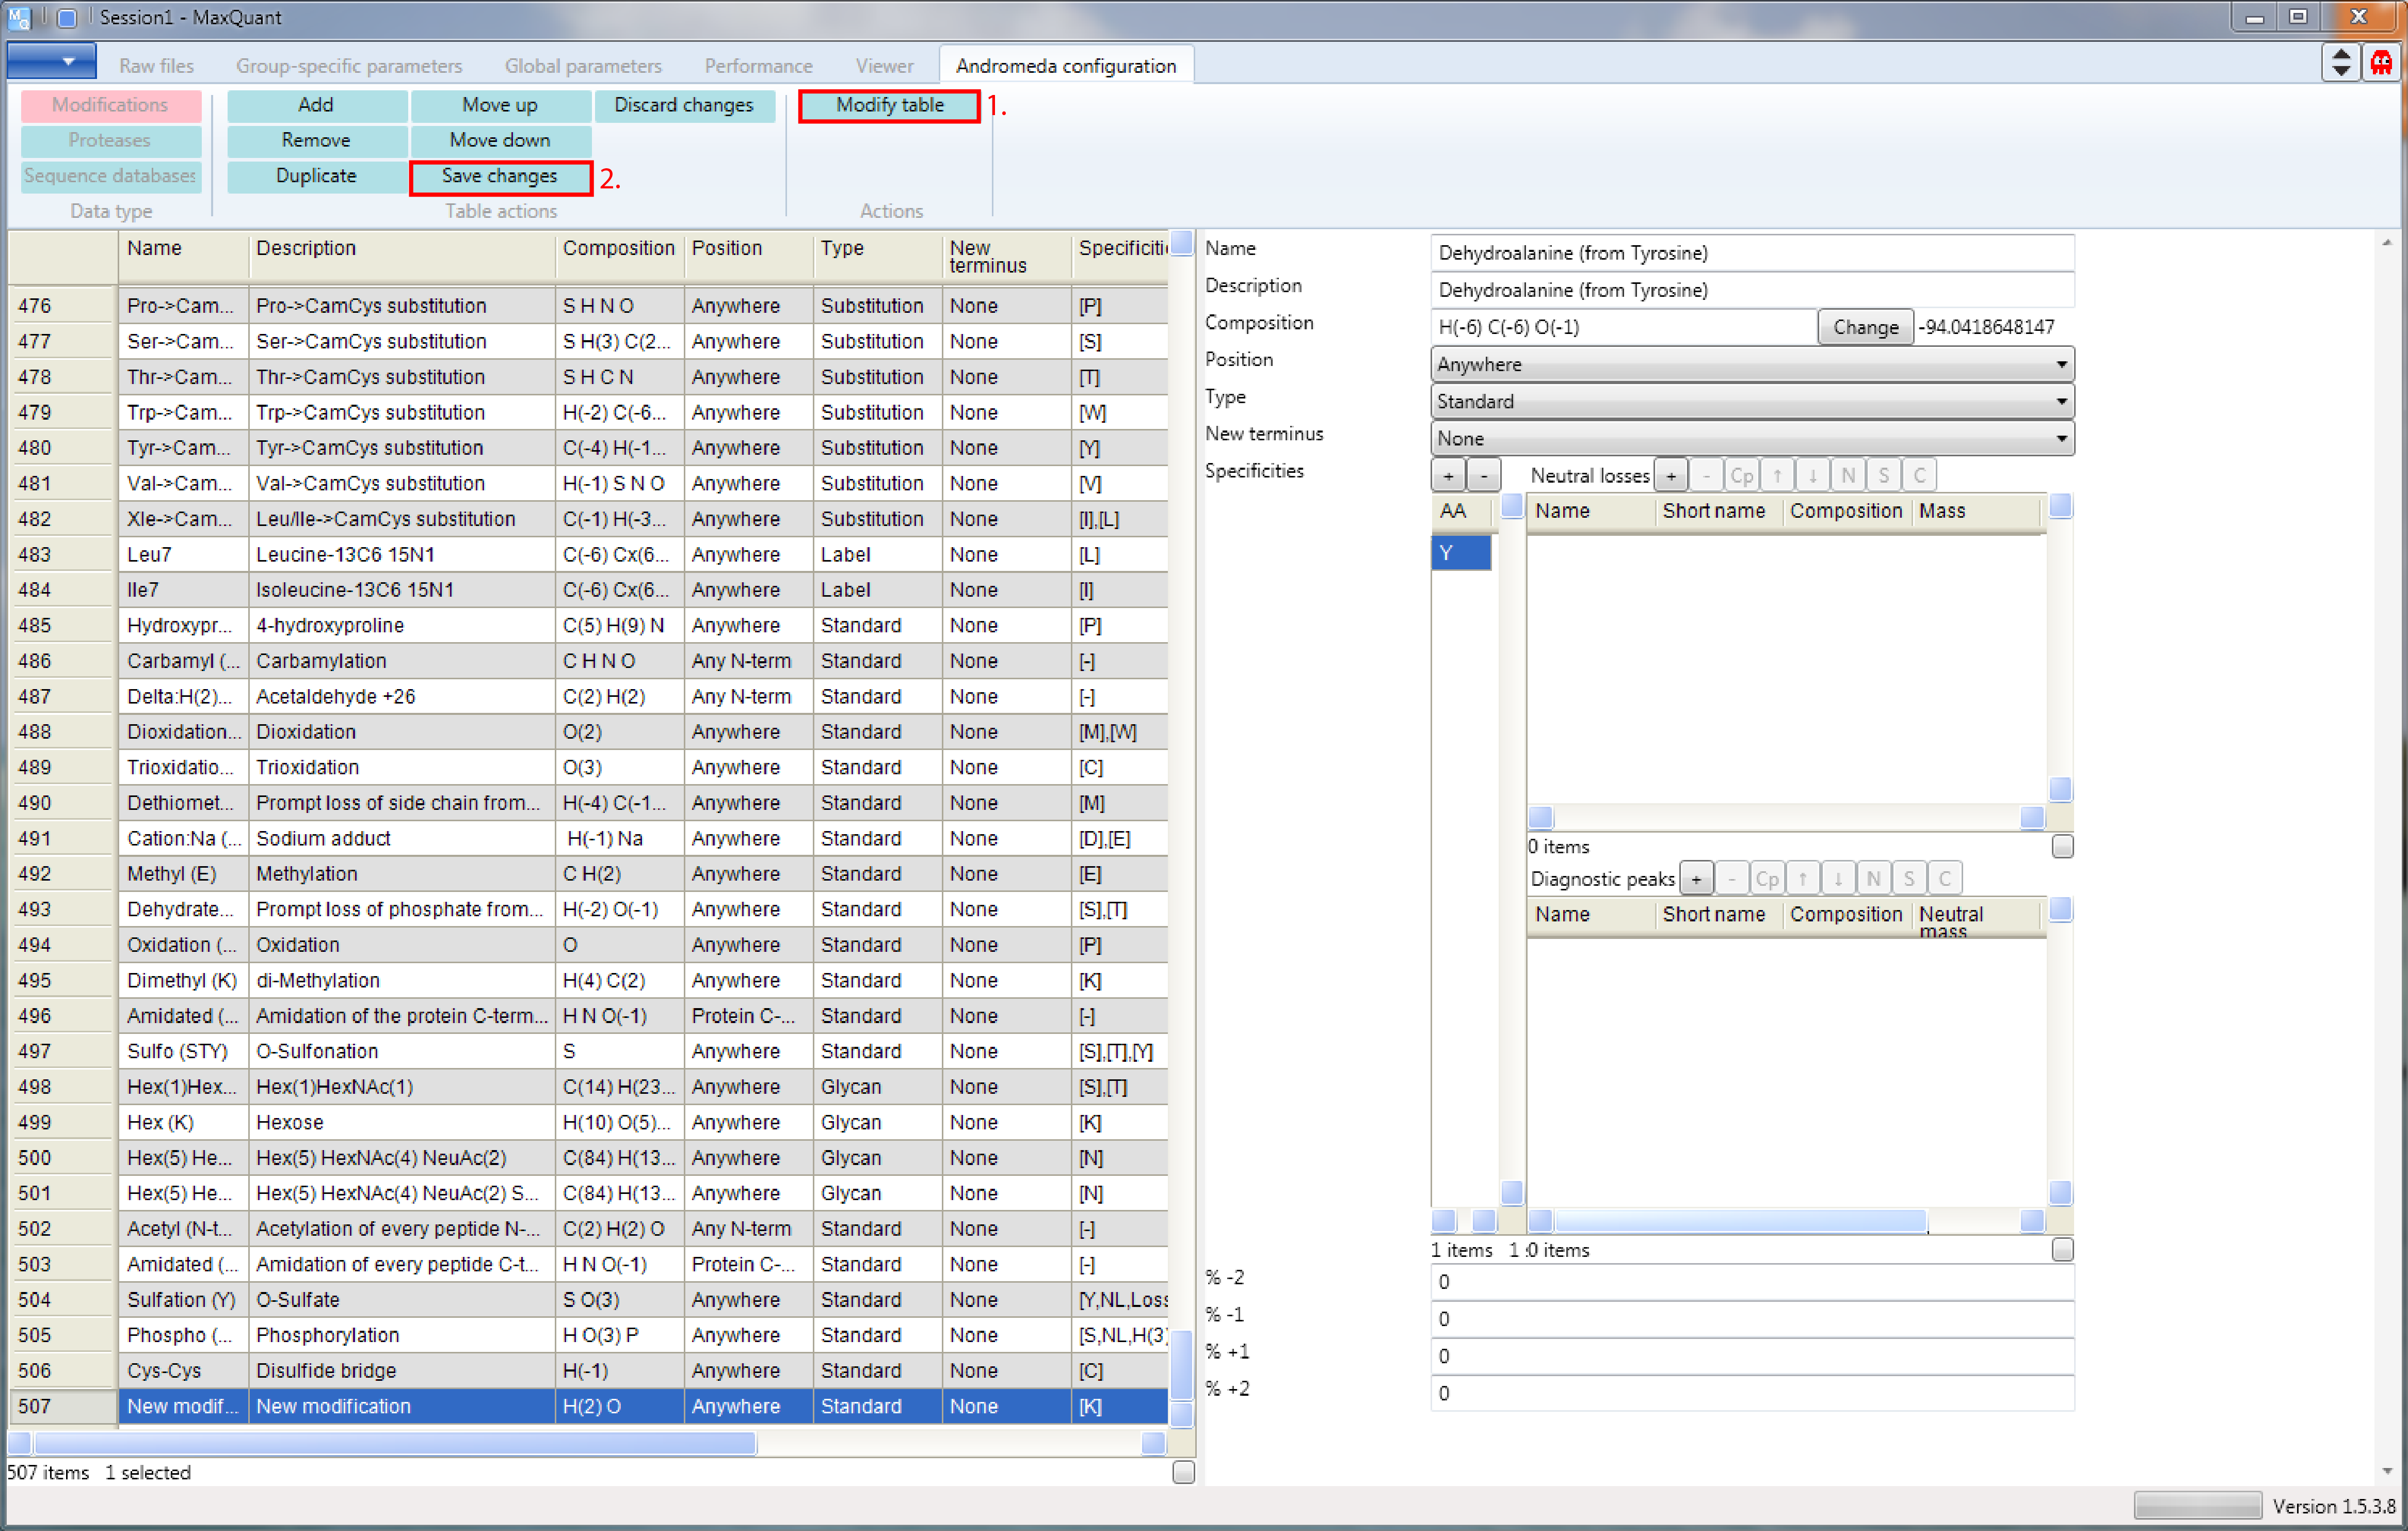 Session1 - MaxQuant
Raw files Group-specific parameters Global parameters Performance Viewer Andromeda configuration
Modifications Add Move up Discard changes Modify table 1.
Proteases Remove Move down
Sequence databases Duplicate Save changes 2.
Data type Table actions Actions
Name Description Composition Position Type New terminus Specificitie
476 Pro->Cam... Pro->CamCys substitution S H N O Anywhere Substitution None [P]
477 Ser->Cam... Ser->CamCys substitution S H(3) C(2... Anywhere Substitution None [S]
478 Thr->Cam... Thr->CamCys substitution S H C N Anywhere Substitution None [T]
479 Trp->Cam... Trp->CamCys substitution H(-2) C(-6... Anywhere Substitution None [W]
480 Tyr->Cam... Tyr->CamCys substitution C(-4) H(-1... Anywhere Substitution None [Y]
481 Val->Cam... Val->CamCys substitution H(-1) S N O Anywhere Substitution None [V]
482 Xle->Cam... Leu/Ile->CamCys substitution C(-1) H(-3... Anywhere Substitution None [I],[L]
483 Leu7 Leucine-13C6 15N1 C(-6) Cx(6... Anywhere Label None [L]
484 Ile7 Isoleucine-13C6 15N1 C(-6) Cx(6... Anywhere Label None [I]
485 Hydroxypr... 4-hydroxyproline C(5) H(9) N Anywhere Standard None [P]
486 Carbamyl (... Carbamylation C H N O Any N-term Standard None [-]
487 Delta:H(2)... Acetaldehyde +26 C(2) H(2) Any N-term Standard None [-]
488 Dioxidation... Dioxidation O(2) Anywhere Standard None [M],[W]
489 Trioxidatio... Trioxidation O(3) Anywhere Standard None [C]
490 Dethiomet... Prompt loss of side chain from... H(-4) C(-1... Anywhere Standard None [M]
491 Cation:Na (... Sodium adduct H(-1) Na Anywhere Standard None [D],[E]
492 Methyl (E) Methylation C H(2) Anywhere Standard None [E]
493 Dehydrate... Prompt loss of phosphate from... H(-2) O(-1) Anywhere Standard None [S],[T]
494 Oxidation (... Oxidation O Anywhere Standard None [P]
495 Dimethyl (K) di-Methylation H(4) C(2) Anywhere Standard None [K]
496 Amidated (... Amidation of the protein C-term... H N O(-1) Protein C-... Standard None [-]
497 Sulfo (STY) O-Sulfonation S Anywhere Standard None [S],[T],[Y]
498 Hex(1)Hex... Hex(1)HexNAc(1) C(14) H(23... Anywhere Glycan None [S],[T]
499 Hex (K) Hexose H(10) O(5)... Anywhere Glycan None [K]
500 Hex(5) He... Hex(5) HexNAc(4) NeuAc(2) C(84) H(13... Anywhere Glycan None [N]
501 Hex(5) He... Hex(5) HexNAc(4) NeuAc(2) S... C(84) H(13... Anywhere Glycan None [N]
502 Acetyl (N-t... Acetylation of every peptide N-... C(2) H(2) O Any N-term Standard None [-]
503 Amidated (... Amidation of every peptide C-t... H N O(-1) Protein C-... Standard None [-]
504 Sulfation (Y) O-Sulfate S O(3) Anywhere Standard None [Y,NL,Loss
505 Phospho (... Phosphorylation H O(3) P Anywhere Standard None [S,NL,H(3)
506 Cys-Cys Disulfide bridge H(-1) Anywhere Standard None [C]
507 New modif... New modification H(2) O Anywhere Standard None [K]
507 items 1 selected
Name Dehydroalanine (from Tyrosine)
Description Dehydroalanine (from Tyrosine)
Composition H(-6) C(-6) O(-1) Change -94.0418648147
Position Anywhere
Type Standard
New terminus None
Specificities + - Neutral losses + - Cp ↑ ↓ N S C
AA Name Short name Composition Mass
Y
0 items
Diagnostic peaks + - Cp ↑ ↓ N S C
Name Short name Composition Neutral mass
1 items 1 0 items
% -2 0
% -1 0
% +1 0
% +2 0
Version 1.5.3.8